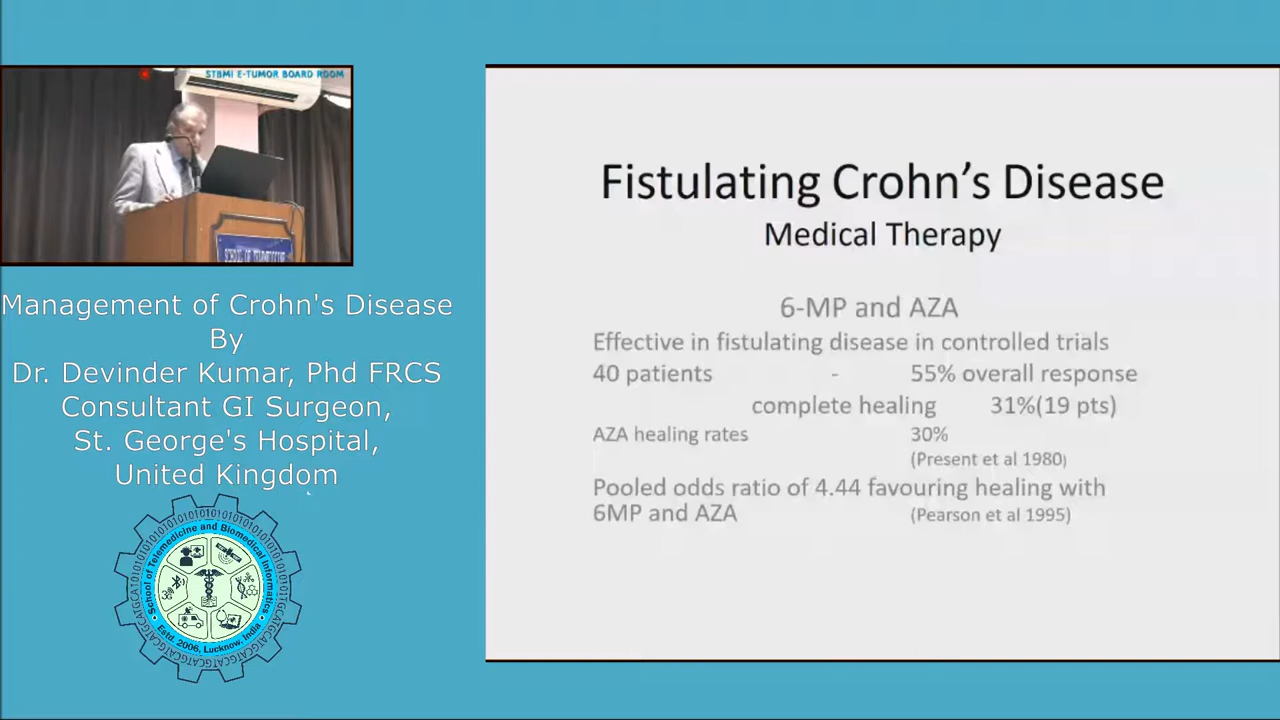 STBMI E-TUMOR BOARD ROOM
SCHOOL OF TELEMEDICINE
Management of Crohn's Disease
By
Dr. Devinder Kumar, Phd FRCS
Consultant GI Surgeon,
St. George's Hospital,
United Kingdom
School of Telemedicine and Biomedical Informatics
Estd. 2006, Lucknow, India
Fistulating Crohn’s Disease
Medical Therapy
6-MP and AZA
Effective in fistulating disease in controlled trials
40 patients - 55% overall response
complete healing 31%(19 pts)
AZA healing rates 30%
(Present et al 1980)
Pooled odds ratio of 4.44 favouring healing with
6MP and AZA (Pearson et al 1995)